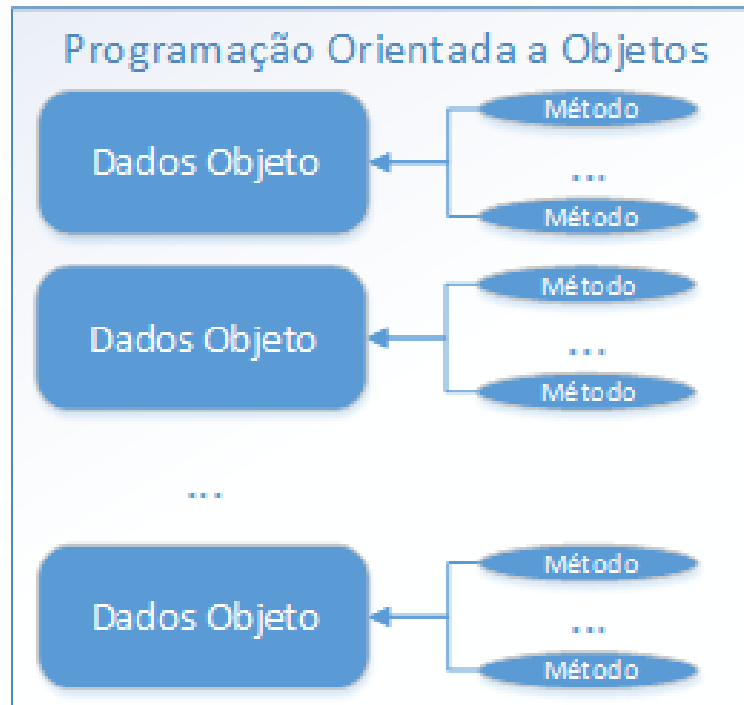 Programação Orientada a Objetos
Dados Objeto
Método
...
Método
Dados Objeto
Método
...
Método
...
Dados Objeto
Método
...
Método